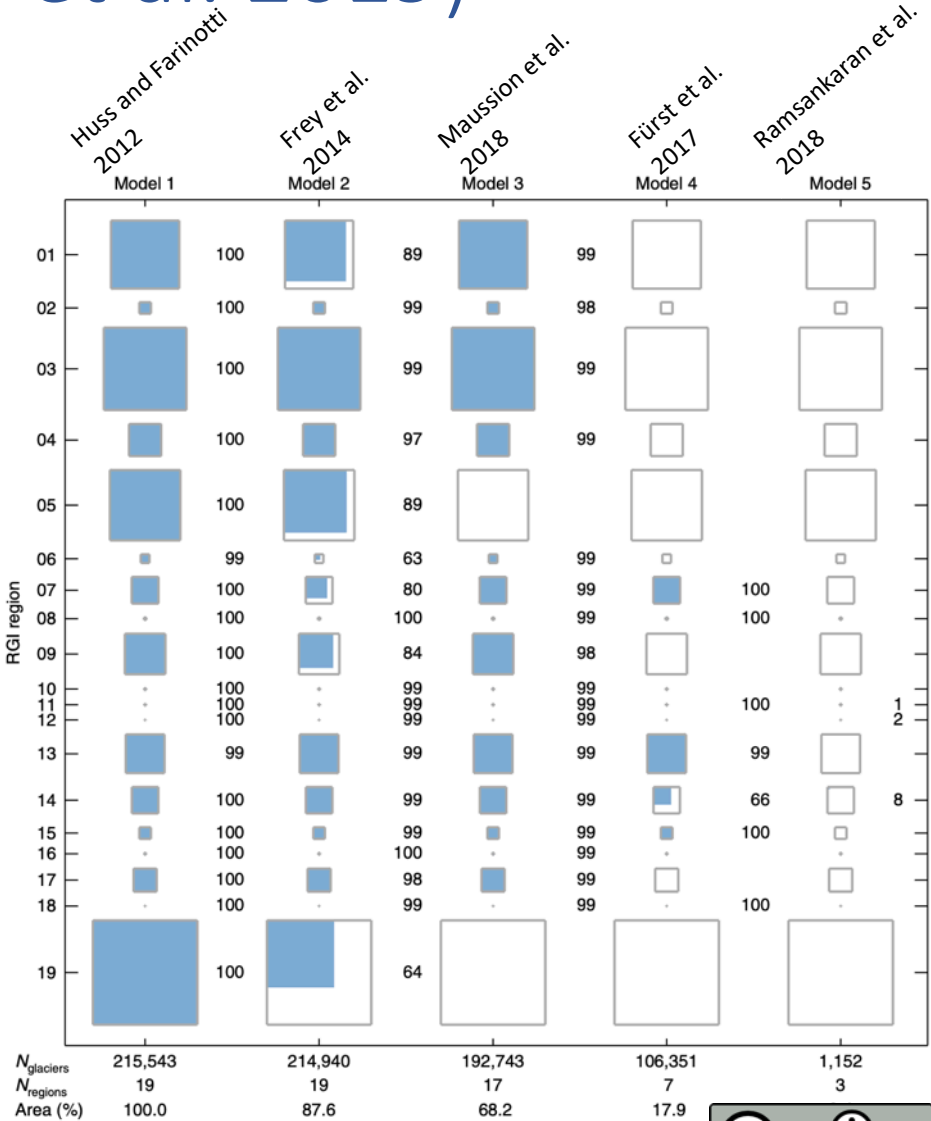 Huss and Farinotti
2012
Frey et al.
2014
Maussion et al.
2018
Fürst et al.
2017
Ramsankaran et al.
2018
Model 1 Model 2 Model 3 Model 4 Model 5
01 100 89 99
02 100 99 98
03 100 99 99
04 100 97 99
05 100 89
06 99 63 99
RGI region
07 100 80 99 100
08 100 100 99 100
09 100 84 98
10 100 99 99
11 100 99 99 100 1
12 100 99 99 2
13 99 99 99 99
14 100 99 99 66 8
15 100 99 99 100
16 100 100 99
17 100 98 99
18 100 99 99 100
19 100 64
Nglaciers 215,543 214,940 192,743 106,351 1,152
Nregions 19 19 17 7 3
Area (%) 100.0 87.6 68.2 17.9